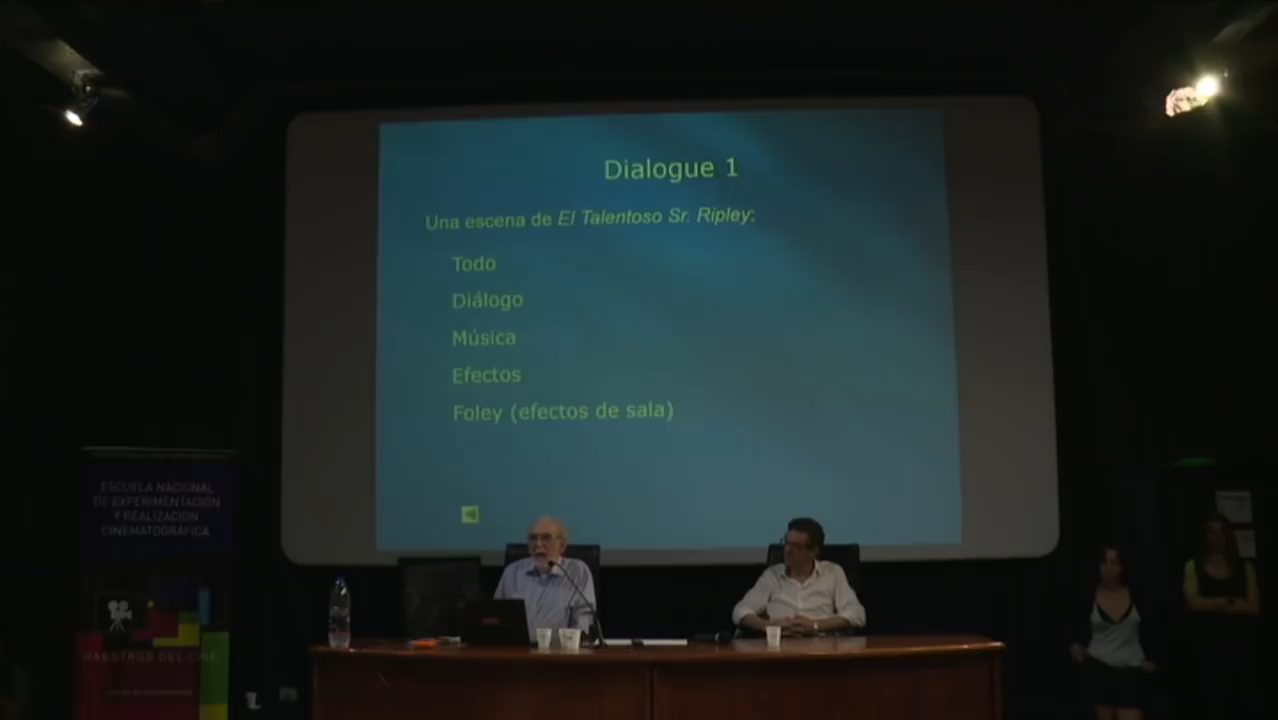 Dialogue 1
Una escena de El Talentoso Sr. Ripley:
Todo
Diálogo
Música
Efectos
Foley (efectos de sala)
ESCUELA NACIONAL
DE EXPERIMENTACIÓN
Y REALIZACIÓN
CINEMATOGRÁFICA
MAESTROS DEL CINE